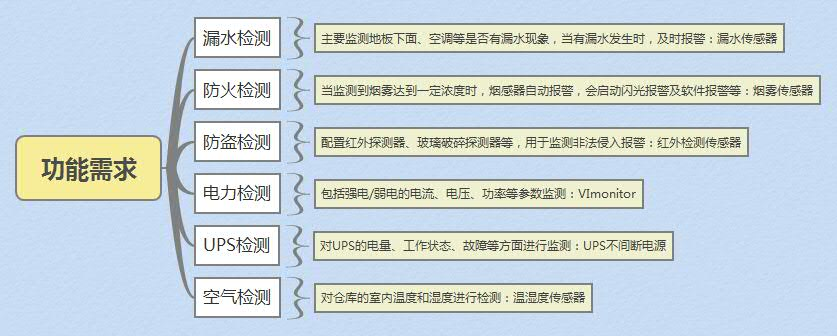 功能需求
漏水检测
主要监测地板下面、空调等是否有漏水现象，当有漏水发生时，及时报警：漏水传感器
防火检测
当监测到烟雾达到一定浓度时，烟感器自动报警，会启动闪光报警及软件报警等：烟雾传感器
防盗检测
配置红外探测器、玻璃破碎探测器等，用于监测非法侵入报警：红外检测传感器
电力检测
包括强电/弱电的电流、电压、功率等参数监测：VImonitor
UPS检测
对UPS的电量、工作状态、故障等方面进行监测：UPS不间断电源
空气检测
对仓库的室内温度和湿度进行检测：温湿度传感器